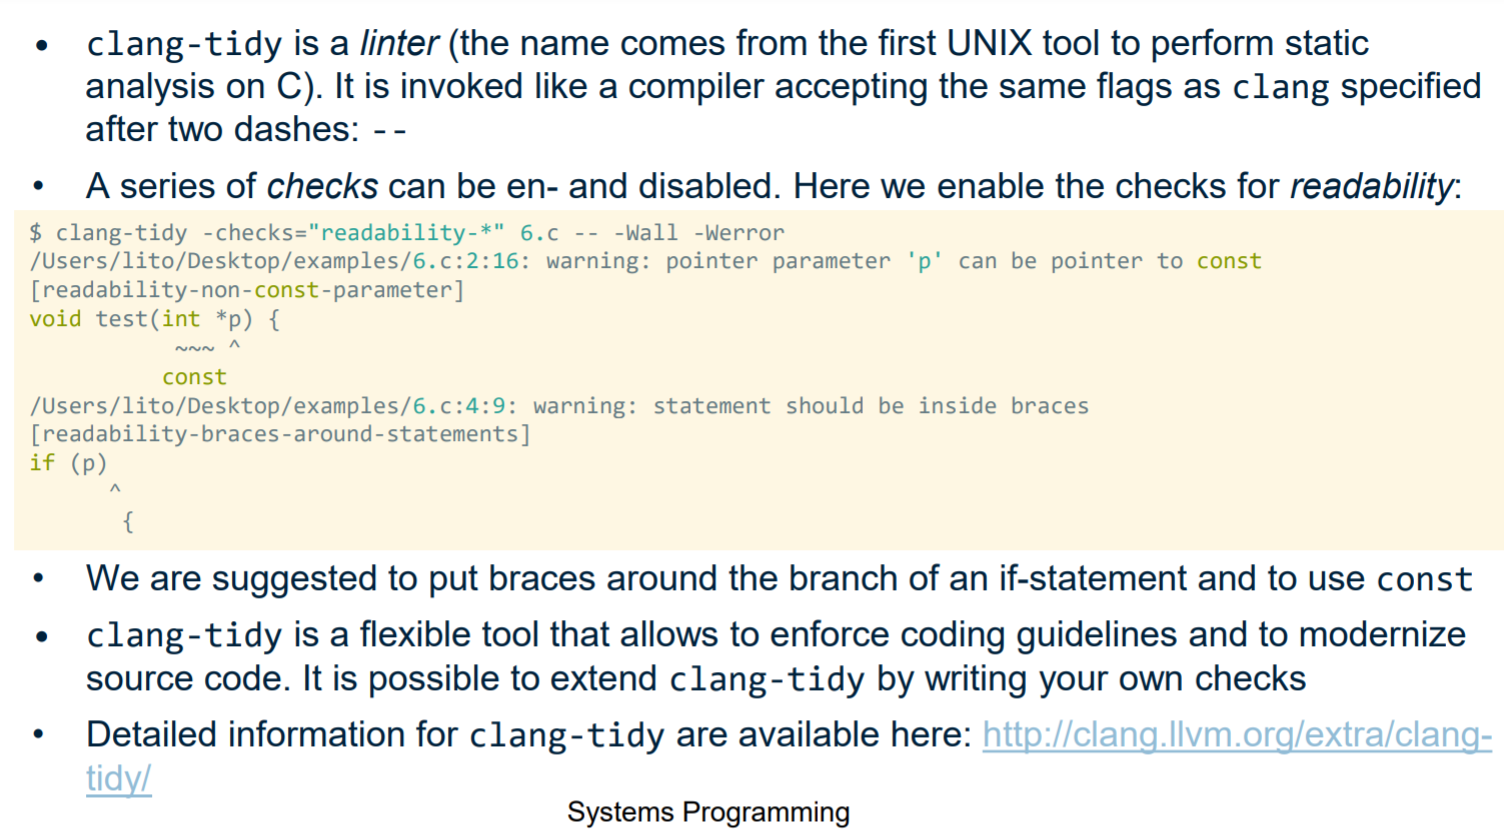 • clang-tidy is a linter (the name comes from the first UNIX tool to perform static
analysis on C). It is invoked like a compiler accepting the same flags as clang specified
after two dashes: --
• A series of checks can be en- and disabled. Here we enable the checks for readability:
$ clang-tidy -checks="readability-*" 6.c -- -Wall -Werror
/Users/lito/Desktop/examples/6.c:2:16: warning: pointer parameter 'p' can be pointer to const
[readability-non-const-parameter]
void test(int *p) {
           ~~~ ^
          const
/Users/lito/Desktop/examples/6.c:4:9: warning: statement should be inside braces
[readability-braces-around-statements]
if (p)
      ^
       {
• We are suggested to put braces around the branch of an if-statement and to use const
• clang-tidy is a flexible tool that allows to enforce coding guidelines and to modernize
source code. It is possible to extend clang-tidy by writing your own checks
• Detailed information for clang-tidy are available here: http://clang.llvm.org/extra/clang-
tidy/
Systems Programming